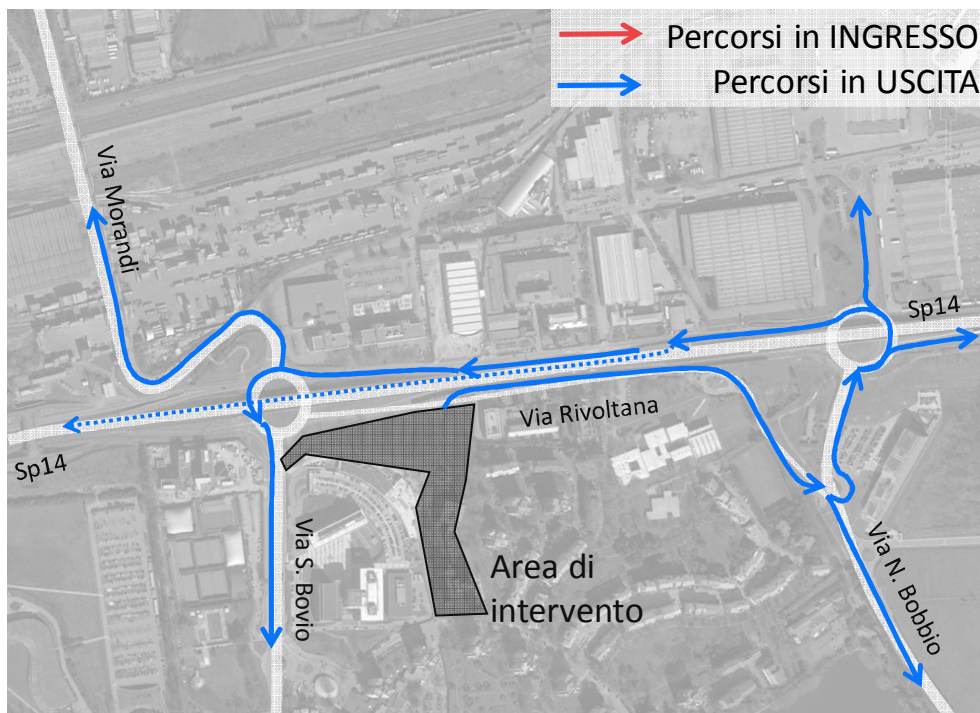 Percorsi in INGRESSO
Percorsi in USCITA
Via Morandi
Sp14
Via Rivoltana
Sp14
Via S. Bovio
Area di
intervento
Via N. Bobbio